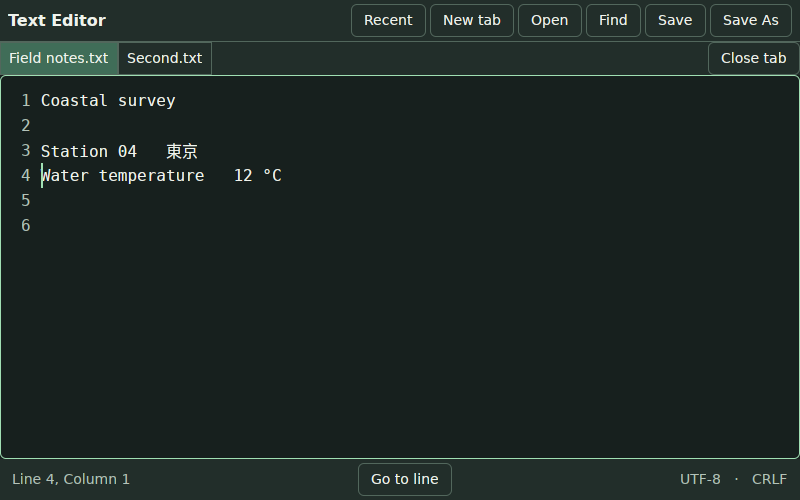 Text Editor Recent New tab Open Find Save Save As
Field notes.txt Second.txt Close tab
1 Coastal survey
2
3 Station 04   東京
4 Water temperature   12 °C
5
6
Line 4, Column 1 Go to line UTF-8 · CRLF